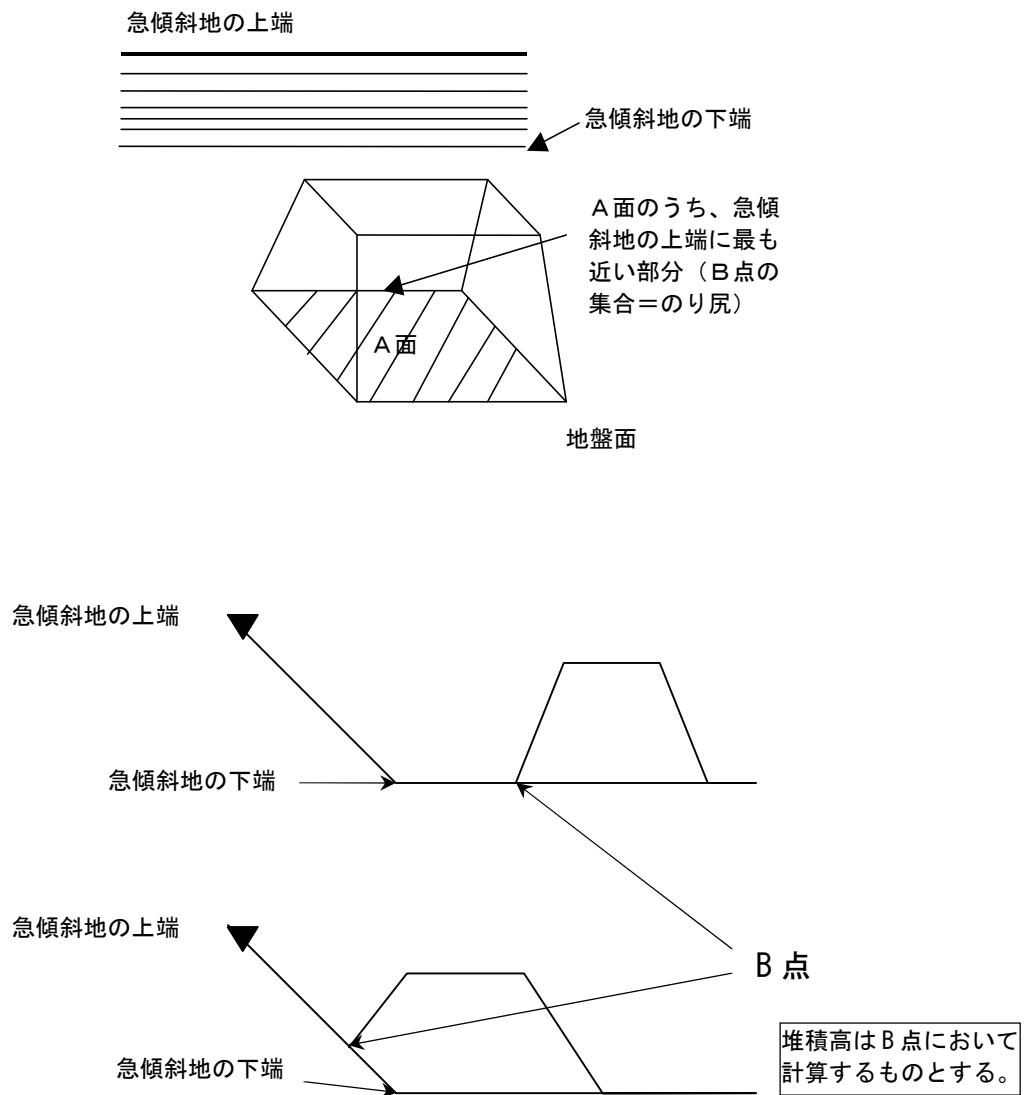 急傾斜地の上端
急傾斜地の下端
A面のうち、急傾
斜地の上端に最も
近い部分（B点の
集合＝のり尻）
A面
地盤面
急傾斜地の上端
急傾斜地の下端
急傾斜地の上端
B点
堆積高はB点において
計算するものとする。
急傾斜地の下端